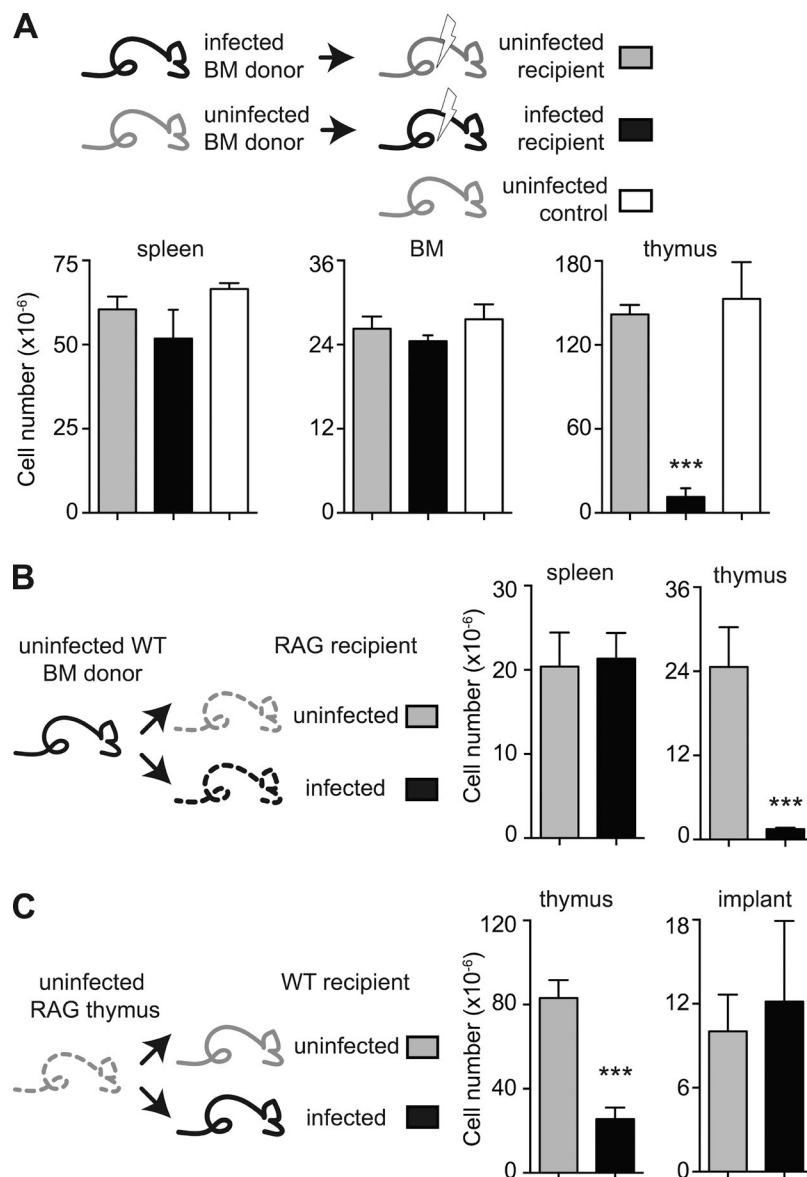 A
infected
BM donor
uninfected
recipient
uninfected
BM donor
infected
recipient
uninfected
control
spleen
BM
thymus
Cell number (x10⁻⁶)
75
50
25
0
36
24
12
0
180
120
60
0
***
B
uninfected WT
BM donor
RAG recipient
uninfected
infected
spleen
thymus
Cell number (x10⁻⁶)
30
20
10
0
36
24
12
0
***
C
uninfected
RAG thymus
WT recipient
uninfected
infected
thymus
implant
Cell number (x10⁻⁶)
120
80
40
0
18
12
6
0
***